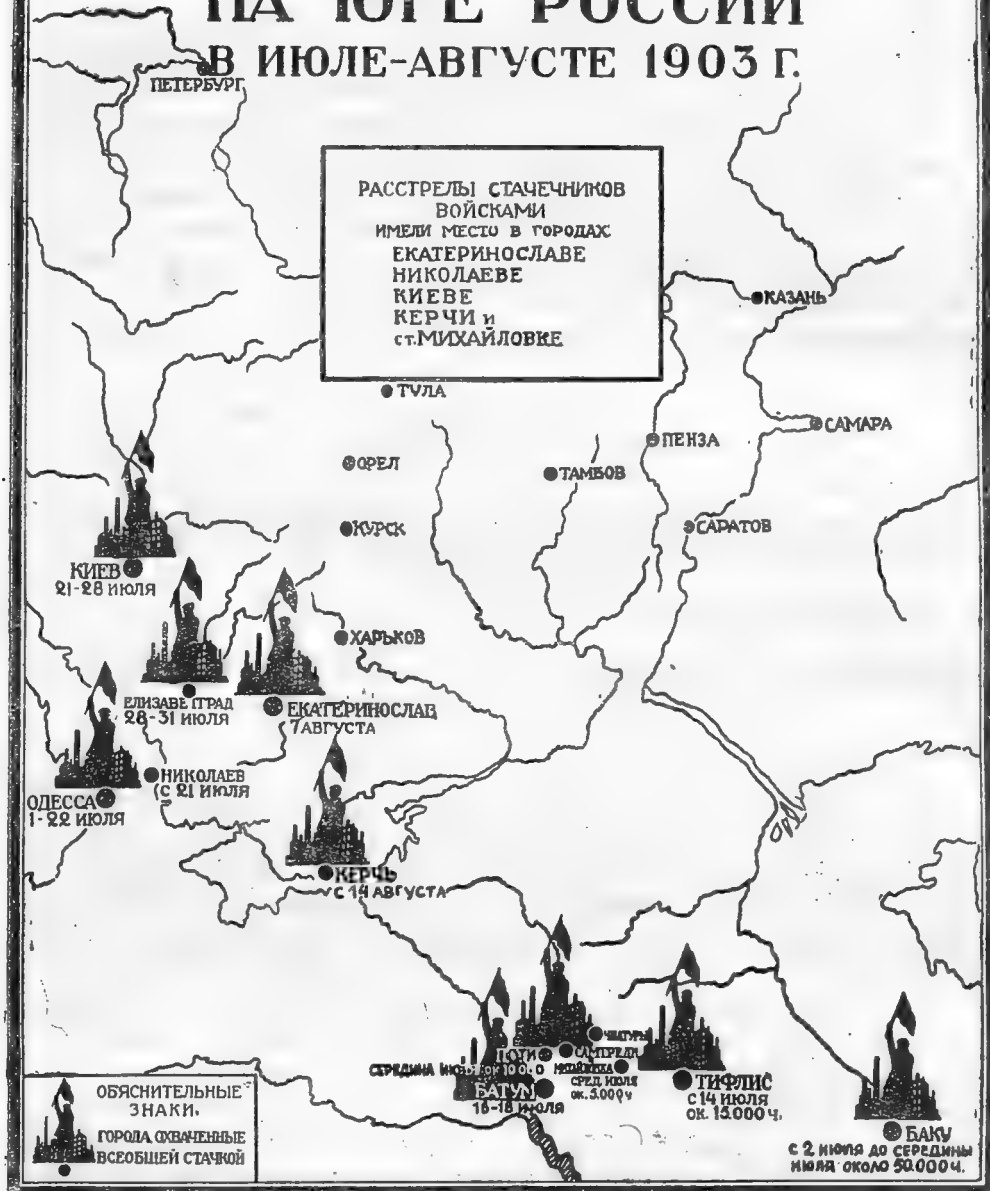 НА ЮГЕ РОССИИ
В ИЮЛЕ-АВГУСТЕ 1903 Г.
ПЕТЕРБУРГ
РАССТРЕЛЫ СТАЧЕЧНИКОВ
ВОЙСКАМИ
ИМЕЛИ МЕСТО В ГОРОДАХ
ЕКАТЕРИНОСЛАВЕ
НИКОЛАЕВЕ
КИЕВЕ
КЕРЧИ и
ст. МИХАЙЛОВКЕ
КАЗАНЬ
ТУЛА
САМАРА
ПЕНЗА
ОРЕЛ
ТАМБОВ
КУРСК
САРАТОВ
КИЕВ
21-28 ИЮЛЯ
ХАРЬКОВ
ЕЛИЗАВЕТГРАД
28-31 ИЮЛЯ
ЕКАТЕРИНОСЛАВ
7 АВГУСТА
НИКОЛАЕВ
(С 21 ИЮЛЯ
ОДЕССА
1-22 ИЮЛЯ
КЕРЧЬ
С 14 АВГУСТА
ЧИАТУРЫ
ПОТИ
САМТРЕДИ
СЕРЕДИНА
СРЕД. ИЮЛЯ
ОК. 5.000 Ч
БАТУМ
16-18 ИЮЛЯ
ТИФЛИС
С 14 ИЮЛЯ
ОК. 15.000 Ч.
БАКУ
С 2 ИЮЛЯ ДО СЕРЕДИНЫ
ИЮЛЯ ОКОЛО 50.000 Ч.
ОБЯСНИТЕЛЬНЫЕ
ЗНАКИ.
ГОРОДА ОХВАЧЕННЫЕ
ВСЕОБЩЕЙ СТАЧКОЙ